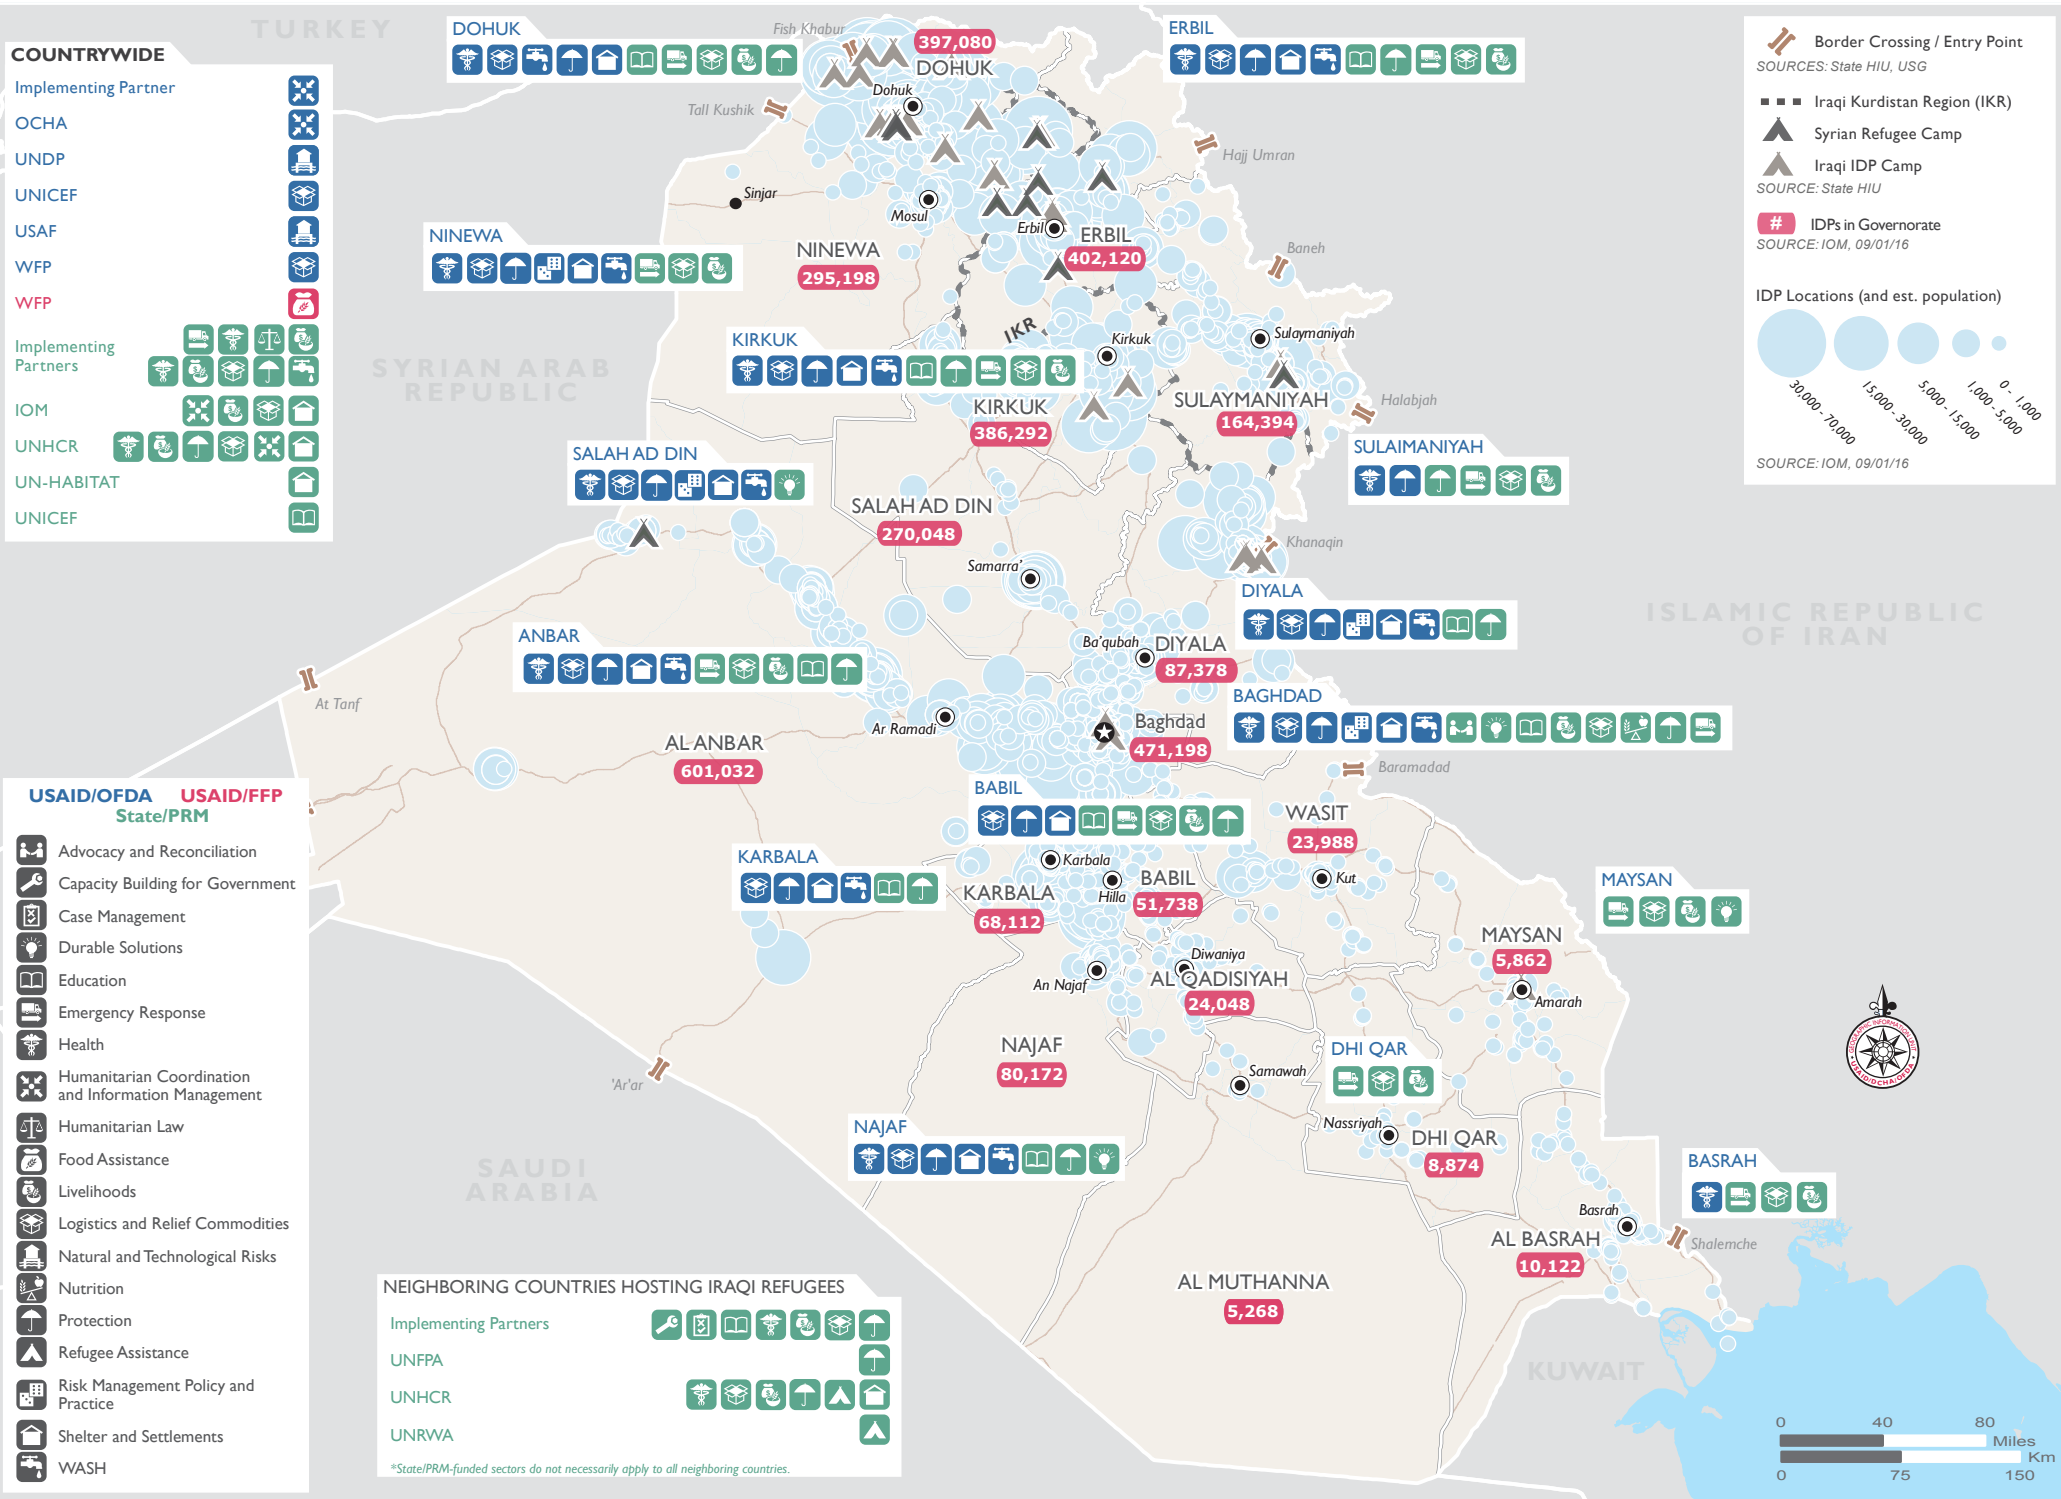 TURKEY
SYRIAN ARAB
REPUBLIC
ISLAMIC REPUBLIC
OF IRAN
SAUDI
ARABIA
KUWAIT
COUNTRYWIDE
Implementing Partner
OCHA
UNDP
UNICEF
USAF
WFP
WFP
Implementing
Partners
IOM
UNHCR
UN-HABITAT
UNICEF
DOHUK
Fish Khabur
397,080
DOHUK
Dohuk
Tall Kushik
ERBIL
Hajj Umran
Sinjar
Mosul
Erbil
ERBIL
402,120
NINEWA
NINEWA
295,198
Baneh
IKR
KIRKUK
Kirkuk
Sulaymaniyah
KIRKUK
386,292
SULAYMANIYAH
164,394
Halabjah
SULAIMANIYAH
SALAH AD DIN
SALAH AD DIN
270,048
Samarra'
Khanaqin
DIYALA
Ba'qubah
DIYALA
87,378
ANBAR
At Tanf
Ar Ramadi
AL ANBAR
601,032
BAGHDAD
Baghdad
471,198
Baramadad
BABIL
WASIT
23,988
Kut
KARBALA
Karbala
Hilla
KARBALA
68,112
BABIL
51,738
MAYSAN
MAYSAN
5,862
Amarah
Diwaniya
AL QADISIYAH
24,048
An Najaf
NAJAF
80,172
'Ar'ar
Samawah
DHI QAR
Nassriyah
DHI QAR
8,874
NAJAF
BASRAH
Basrah
AL BASRAH
10,122
Shalemche
AL MUTHANNA
5,268
Border Crossing / Entry Point
SOURCES: State HIU, USG
Iraqi Kurdistan Region (IKR)
Syrian Refugee Camp
Iraqi IDP Camp
SOURCE: State HIU
# IDPs in Governorate
SOURCE: IOM, 09/01/16
IDP Locations (and est. population)
30,000 - 70,000
15,000 - 30,000
5,000 - 15,000
1,000 - 5,000
0 - 1,000
SOURCE: IOM, 09/01/16
USAID/OFDA USAID/FFP
State/PRM
Advocacy and Reconciliation
Capacity Building for Government
Case Management
Durable Solutions
Education
Emergency Response
Health
Humanitarian Coordination
and Information Management
Humanitarian Law
Food Assistance
Livelihoods
Logistics and Relief Commodities
Natural and Technological Risks
Nutrition
Protection
Refugee Assistance
Risk Management Policy and
Practice
Shelter and Settlements
WASH
NEIGHBORING COUNTRIES HOSTING IRAQI REFUGEES
Implementing Partners
UNFPA
UNHCR
UNRWA
*State/PRM-funded sectors do not necessarily apply to all neighboring countries.
GEOGRAPHIC INFORMATION UNIT
USAID/DCHA/OFDA
0 40 80
Miles
Km
0 75 150